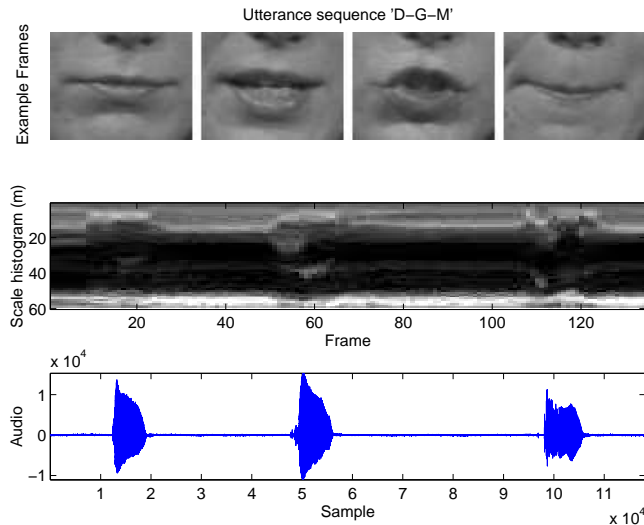 Utterance sequence 'D−G−M'
Example Frames
Scale histogram (m)
20
40
60
20 40 60 80 100 120
Frame
x 10^4
Audio
1
0
−1
1 2 3 4 5 6 7 8 9 10 11
Sample
x 10^4